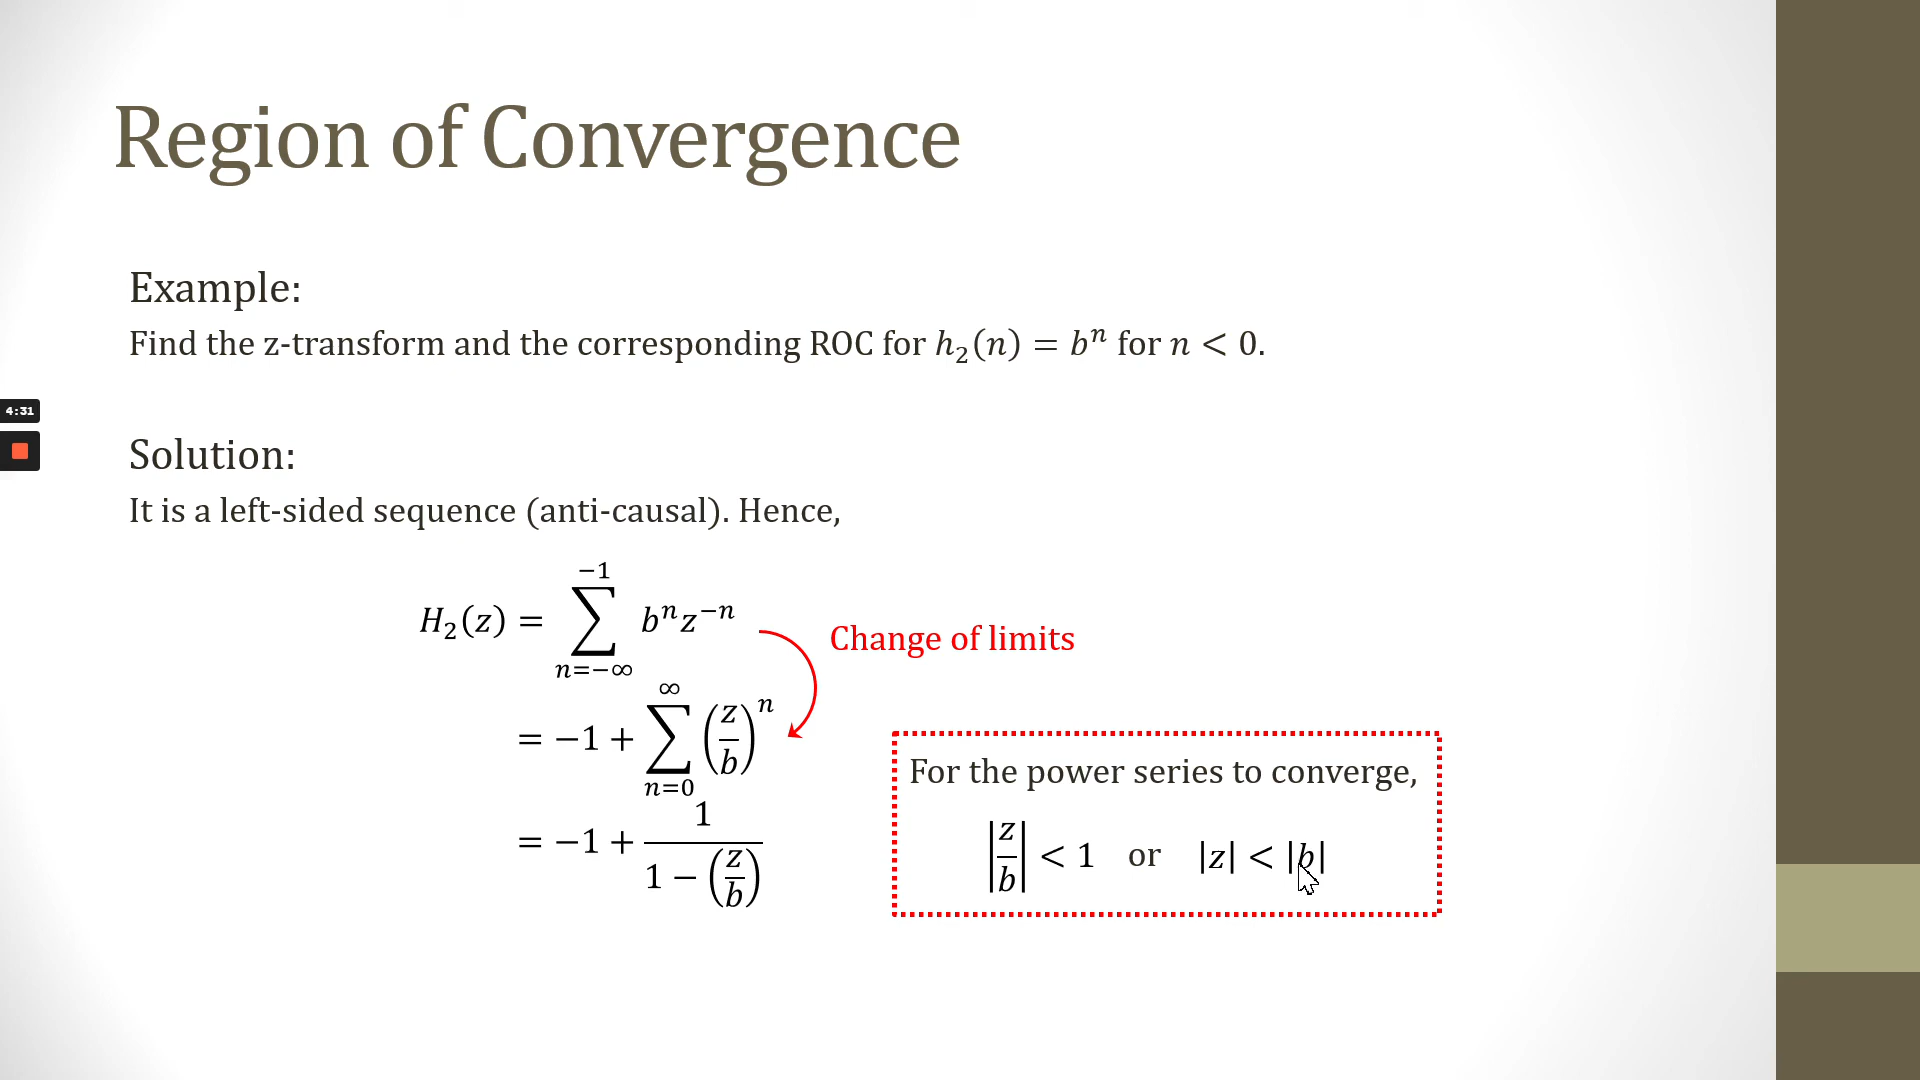 Region of Convergence
Example:
Find the z-transform and the corresponding ROC for h₂(n) = bⁿ for n < 0.
4:31
Solution:
It is a left-sided sequence (anti-causal). Hence,
H₂(z) = ∑_{n=−∞}^{−1} bⁿz⁻ⁿ
Change of limits
= −1 + ∑_{n=0}^{∞} (z/b)ⁿ
= −1 + 1/(1 − (z/b))
For the power series to converge,
|z/b| < 1 or |z| < |b|